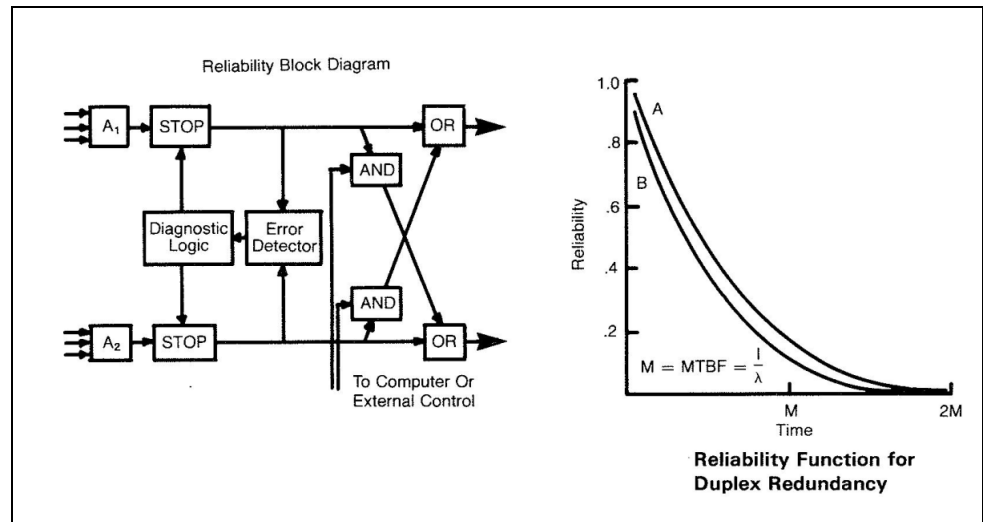 Reliability Block Diagram
A1
STOP
OR
AND
Diagnostic
Logic
Error
Detector
AND
A2
STOP
OR
To Computer Or
External Control
1.0
.8
.6
.4
.2
Reliability
A
B
M = MTBF = 1/λ
M
2M
Time
Reliability Function for
Duplex Redundancy